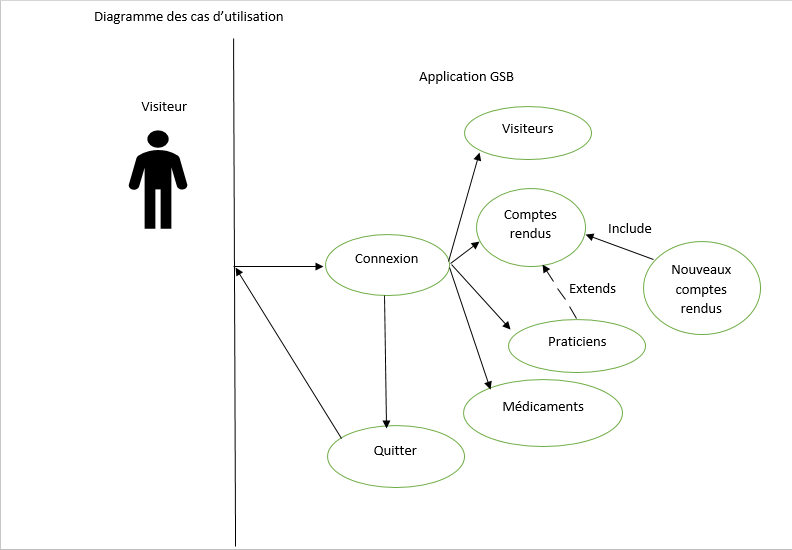 Diagramme des cas d’utilisation
Application GSB
Visiteur
Visiteurs
Comptes
rendus
Include
Connexion
Nouveaux
comptes
rendus
Extends
Praticiens
Médicaments
Quitter